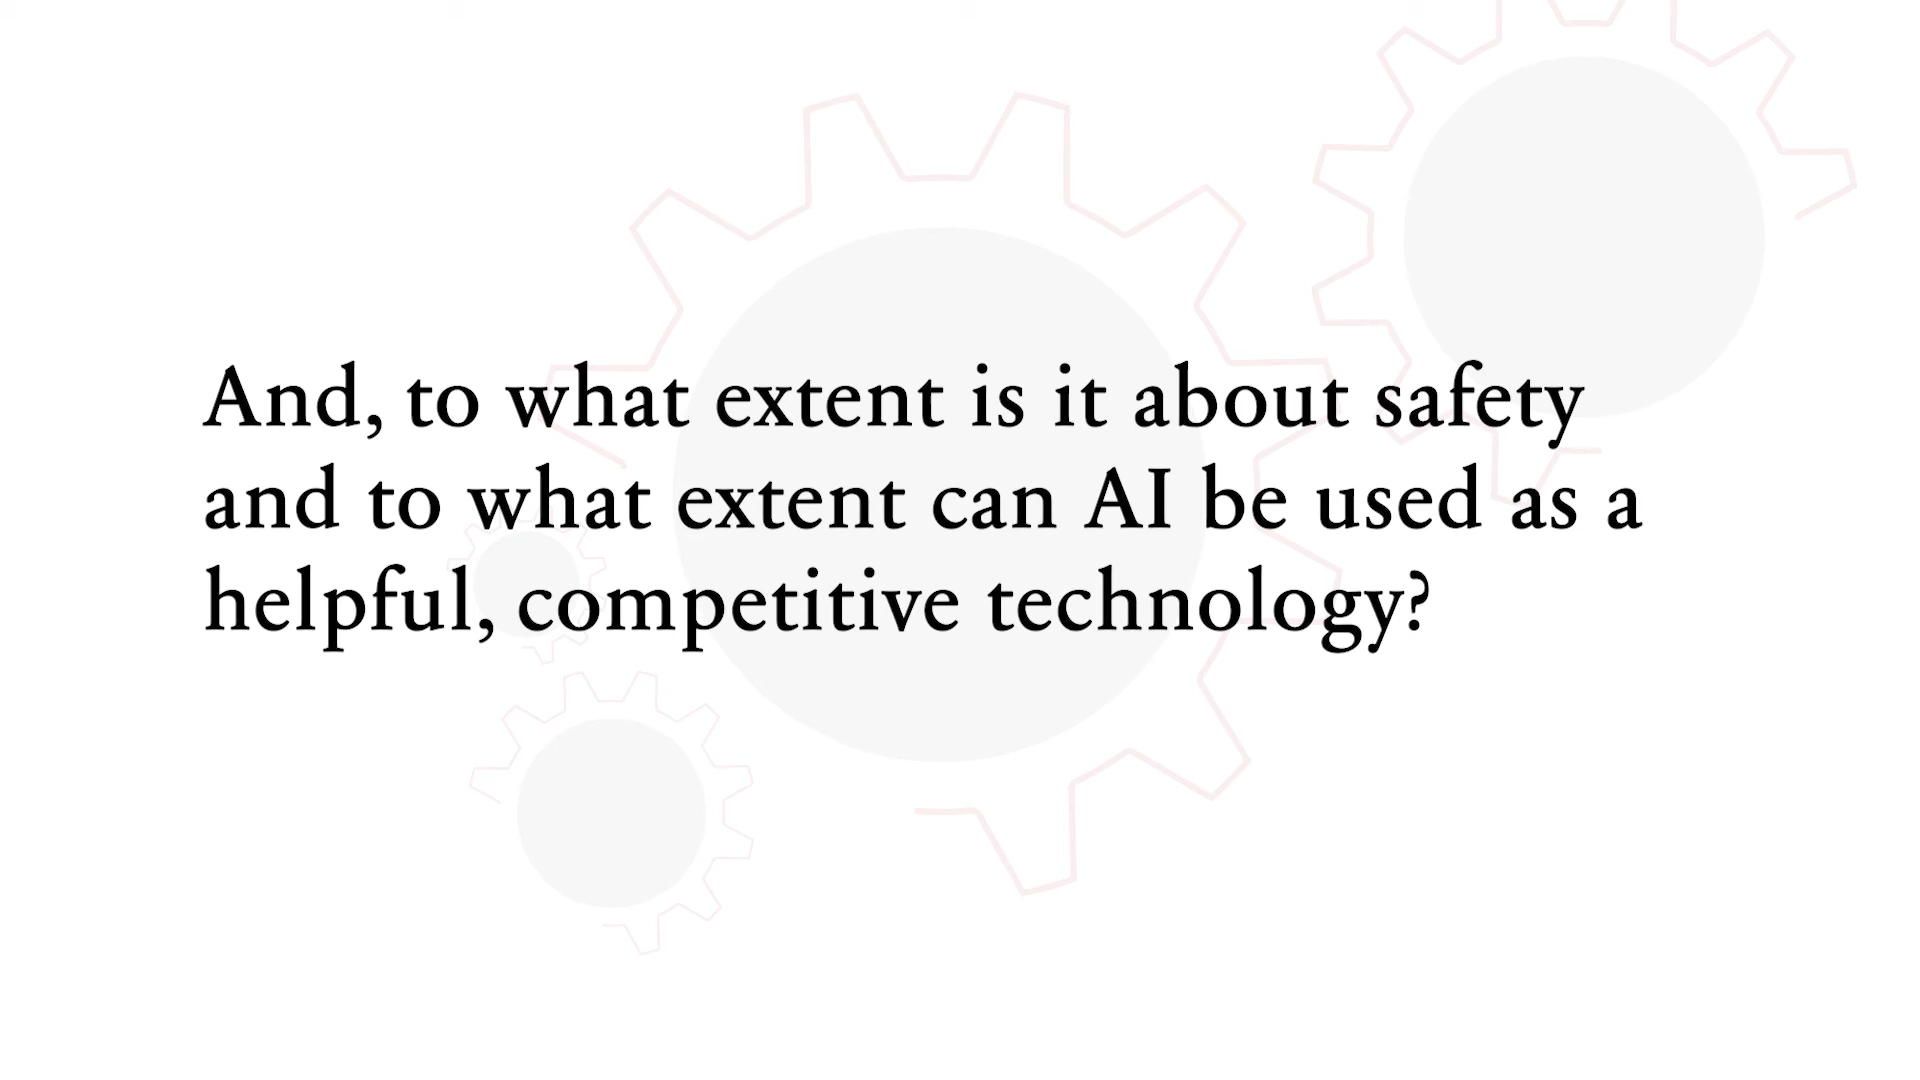 And, to what extent is it about safety
and to what extent can AI be used as a
helpful, competitive technology?